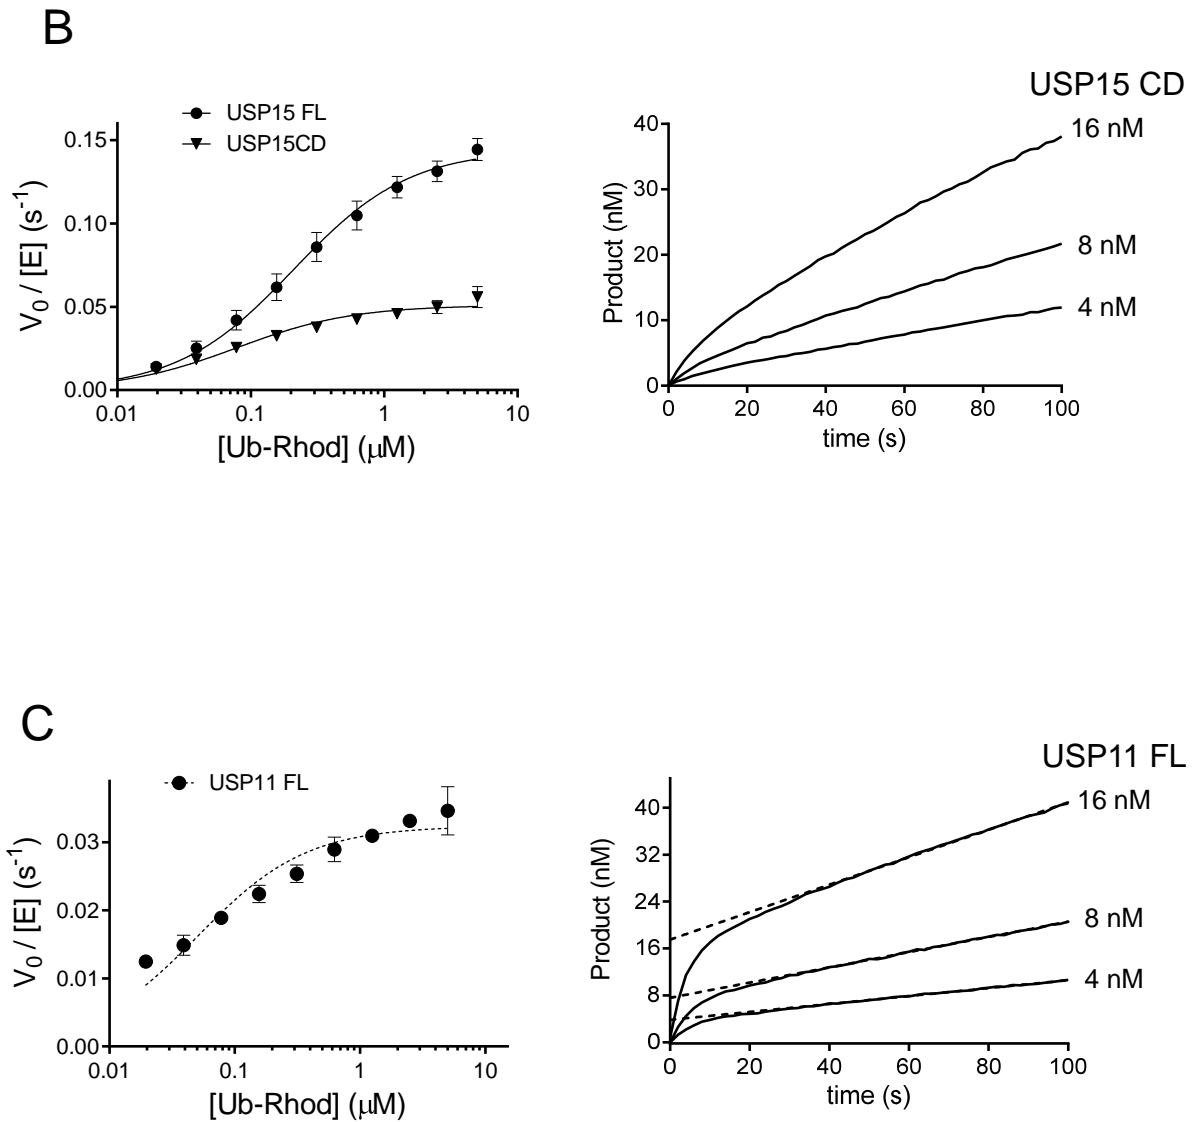 B
USP15 FL
USP15CD
V0 / [E] (s-1)
0.15
0.10
0.05
0.00
0.01
0.1
1
10
[Ub-Rhod] (μM)
USP15 CD
Product (nM)
40
30
20
10
0
16 nM
8 nM
4 nM
0
20
40
60
80
100
time (s)
C
USP11 FL
V0 / [E] (s-1)
0.03
0.02
0.01
0.00
0.01
0.1
1
10
[Ub-Rhod] (μM)
USP11 FL
Product (nM)
40
32
24
16
8
0
16 nM
8 nM
4 nM
0
20
40
60
80
100
time (s)